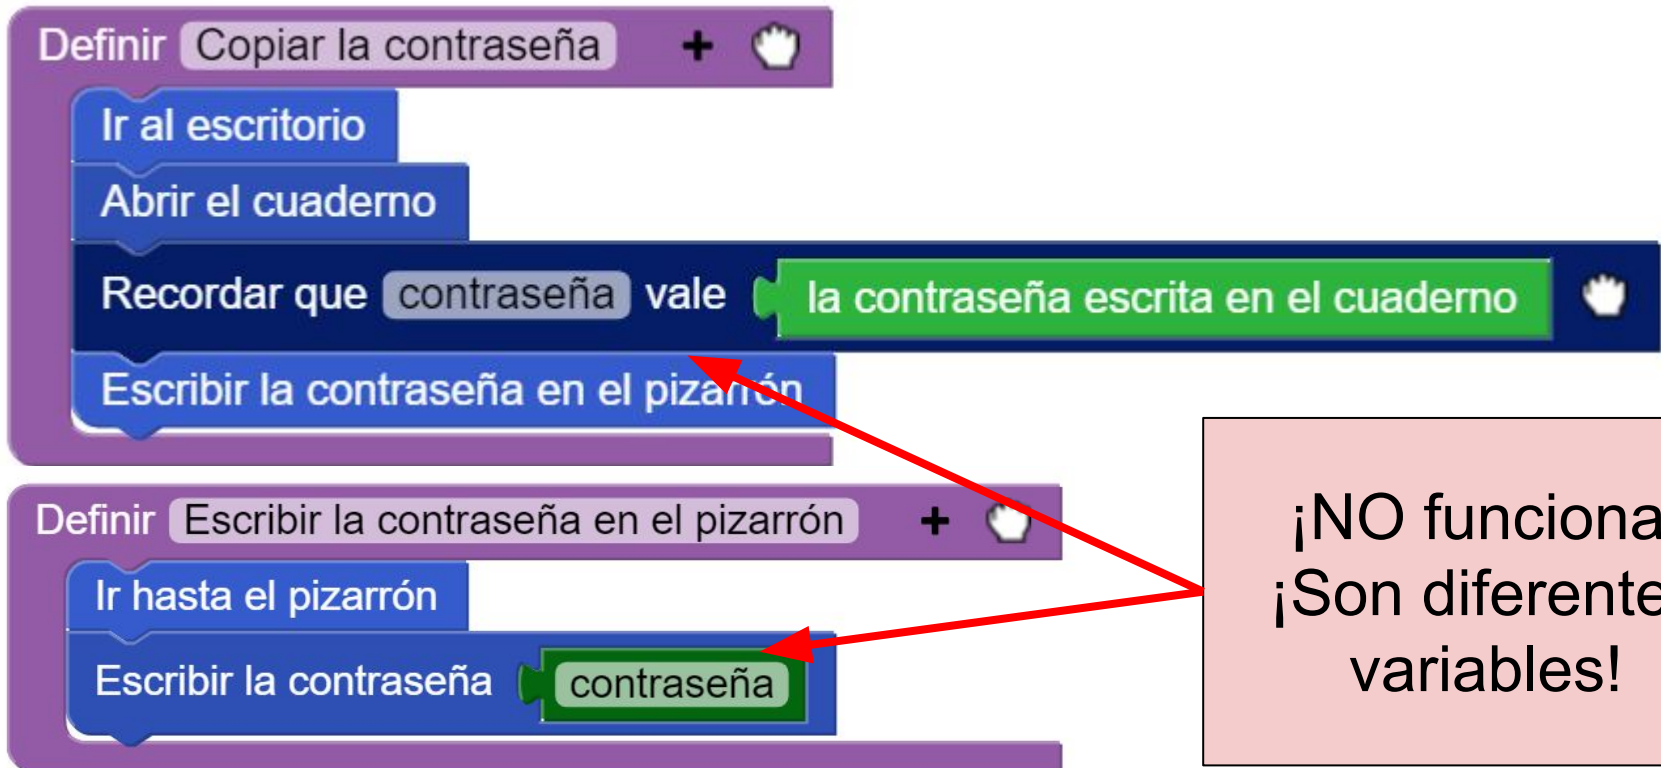 Definir Copiar la contraseña +
Ir al escritorio
Abrir el cuaderno
Recordar que contraseña vale la contraseña escrita en el cuaderno
Escribir la contraseña en el pizarrón
Definir Escribir la contraseña en el pizarrón +
Ir hasta el pizarrón
Escribir la contraseña contraseña
¡NO funciona
¡Son diferente
variables!